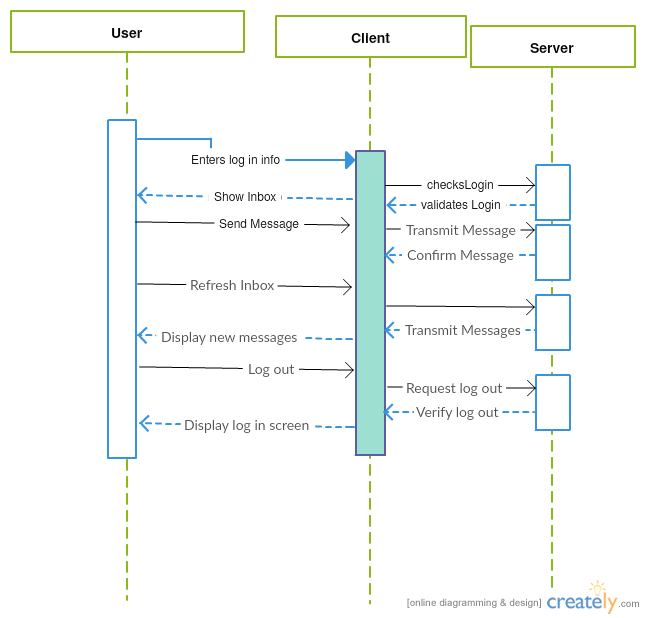 User
Client
Server
Enters log in info
checksLogin
Show Inbox
validates Login
Send Message
Transmit Message
Confirm Message
Refresh Inbox
Transmit Messages
Display new messages
Log out
Request log out
Verify log out
Display log in screen
[online diagramming & design] creately.com